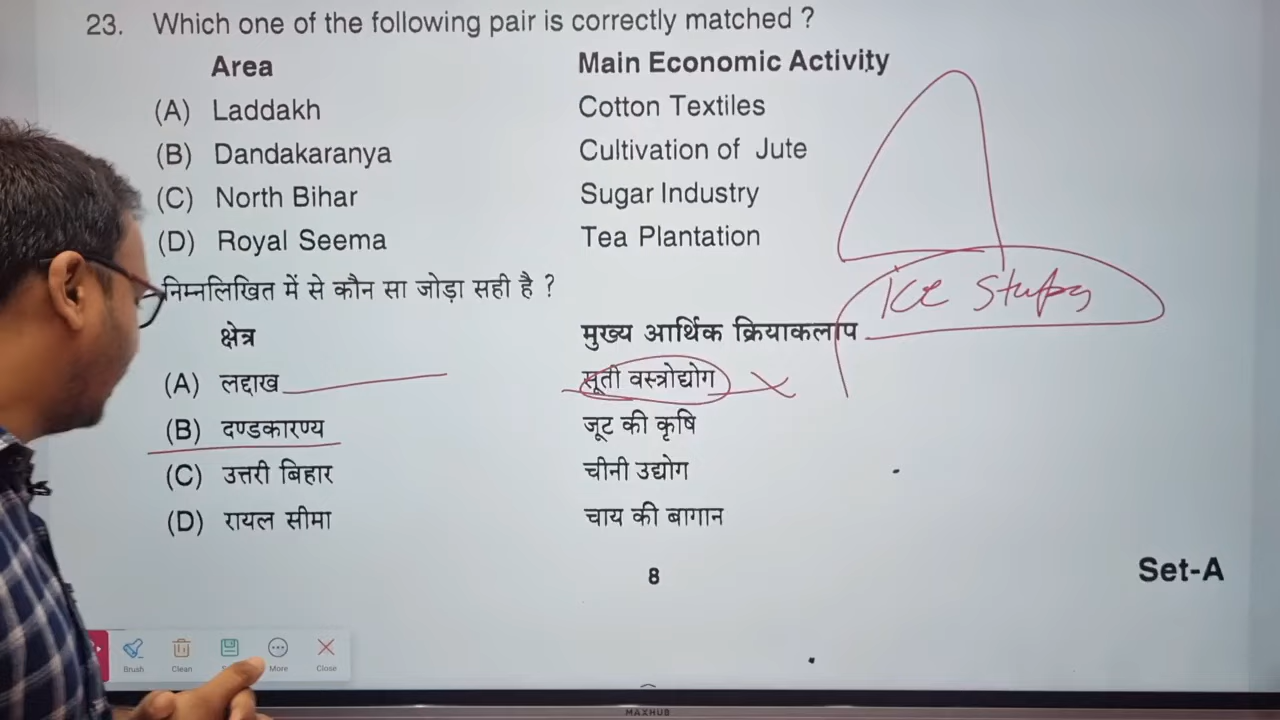 23. Which one of the following pair is correctly matched ?
Area Main Economic Activity
(A) Laddakh Cotton Textiles
(B) Dandakaranya Cultivation of Jute
(C) North Bihar Sugar Industry
(D) Royal Seema Tea Plantation
निम्नलिखित में से कौन सा जोड़ा सही है ?
ice Stupa
क्षेत्र मुख्य आर्थिक क्रियाकलाप
(A) लद्दाख सूती वस्त्रोद्योग
(B) दण्डकारण्य जूट की कृषि
(C) उत्तरी बिहार चीनी उद्योग
(D) रायल सीमा चाय की बागान
8
Set-A
Brush Clean More Close
MAXHUB